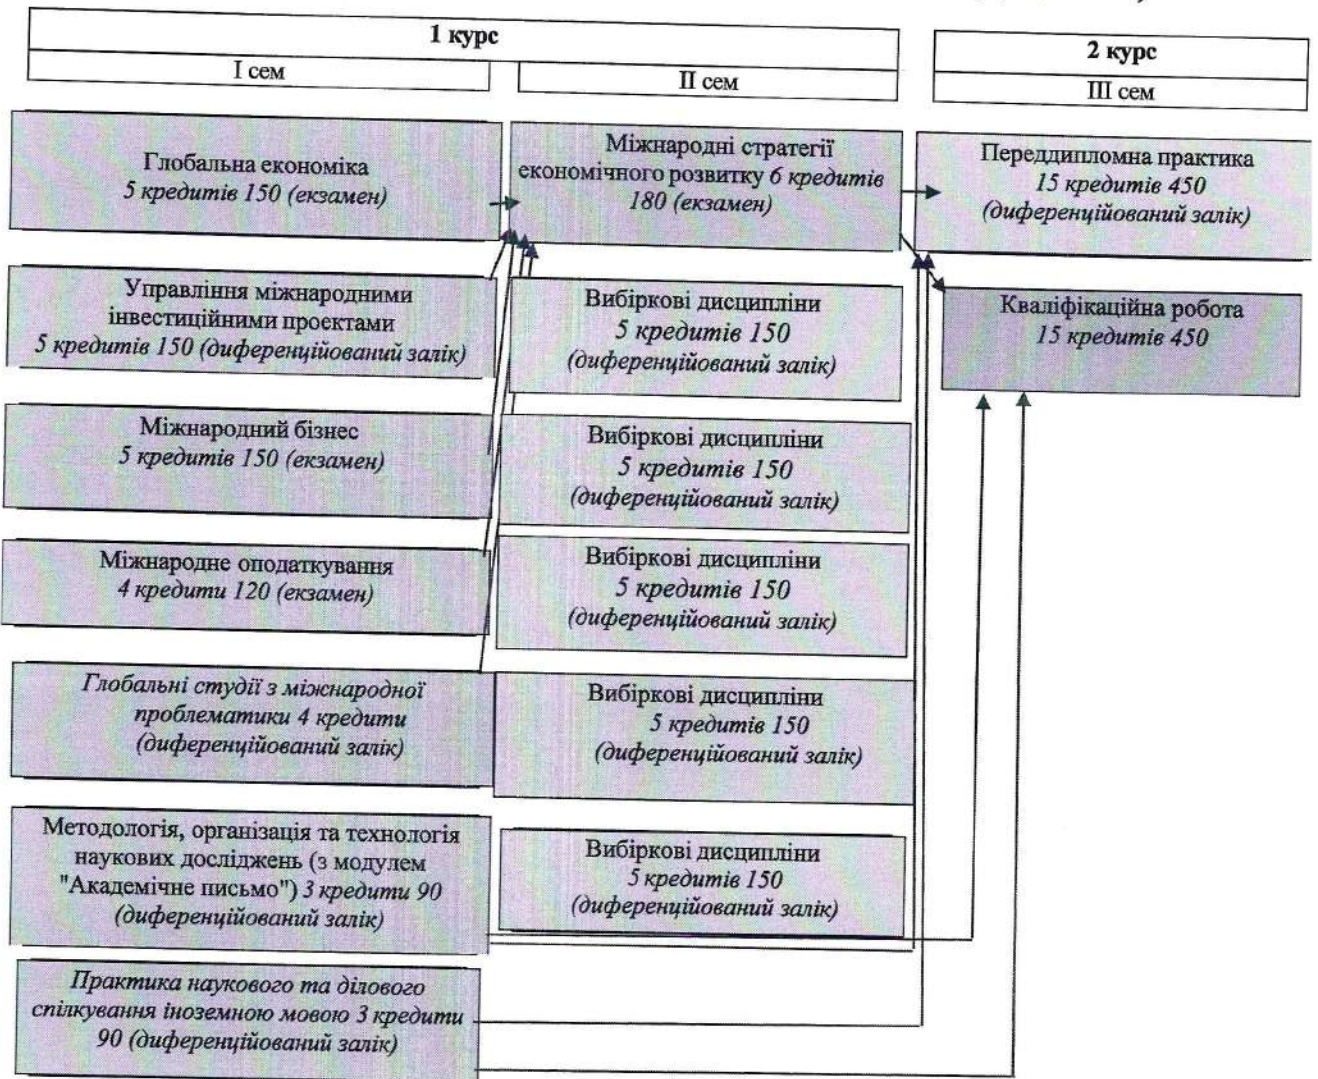 1 курс
2 курс
I сем
II сем
III сем
Глобальна економіка
5 кредитів 150 (екзамен)
Міжнародні стратегії
економічного розвитку 6 кредитів
180 (екзамен)
Переддипломна практика
15 кредитів 450
(диференційований залік)
Управління міжнародними
інвестиційними проектами
5 кредитів 150 (диференційований залік)
Вибіркові дисципліни
5 кредитів 150
(диференційований залік)
Кваліфікаційна робота
15 кредитів 450
Міжнародний бізнес
5 кредитів 150 (екзамен)
Вибіркові дисципліни
5 кредитів 150
(диференційований залік)
Міжнародне оподаткування
4 кредити 120 (екзамен)
Вибіркові дисципліни
5 кредитів 150
(диференційований залік)
Глобальні студії з міжнародної
проблематики 4 кредити
(диференційований залік)
Вибіркові дисципліни
5 кредитів 150
(диференційований залік)
Методологія, організація та технологія
наукових досліджень (з модулем
"Академічне письмо") 3 кредити 90
(диференційований залік)
Вибіркові дисципліни
5 кредитів 150
(диференційований залік)
Практика наукового та ділового
спілкування іноземною мовою 3 кредити
90 (диференційований залік)